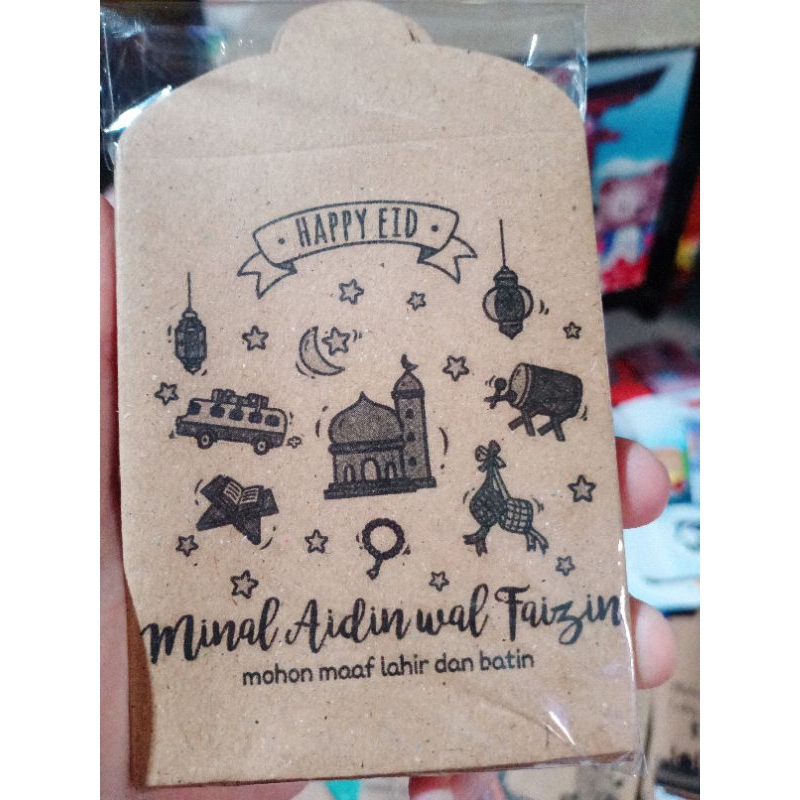 HAPPY EID
Minal Aidin wal Faizin
mohon maaf lahir dan batin